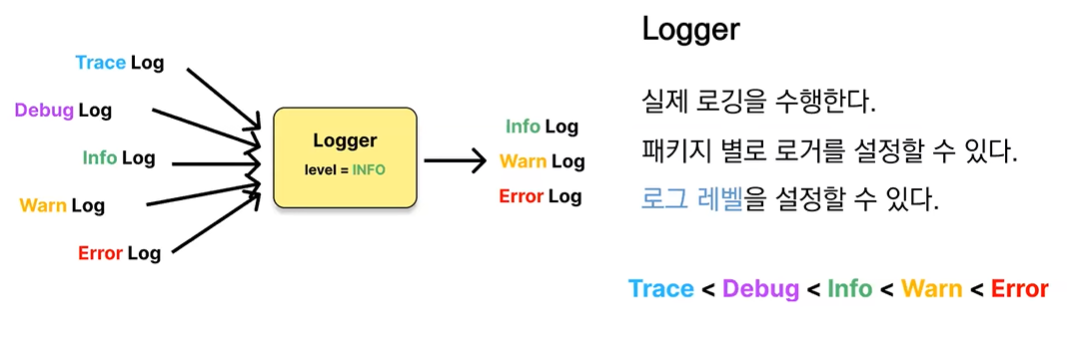 Trace Log
Debug Log
Info Log
Warn Log
Error Log
Logger
level = INFO
Info Log
Warn Log
Error Log
Logger
실제 로깅을 수행한다.
패키지 별로 로거를 설정할 수 있다.
로그 레벨을 설정할 수 있다.
Trace < Debug < Info < Warn < Error